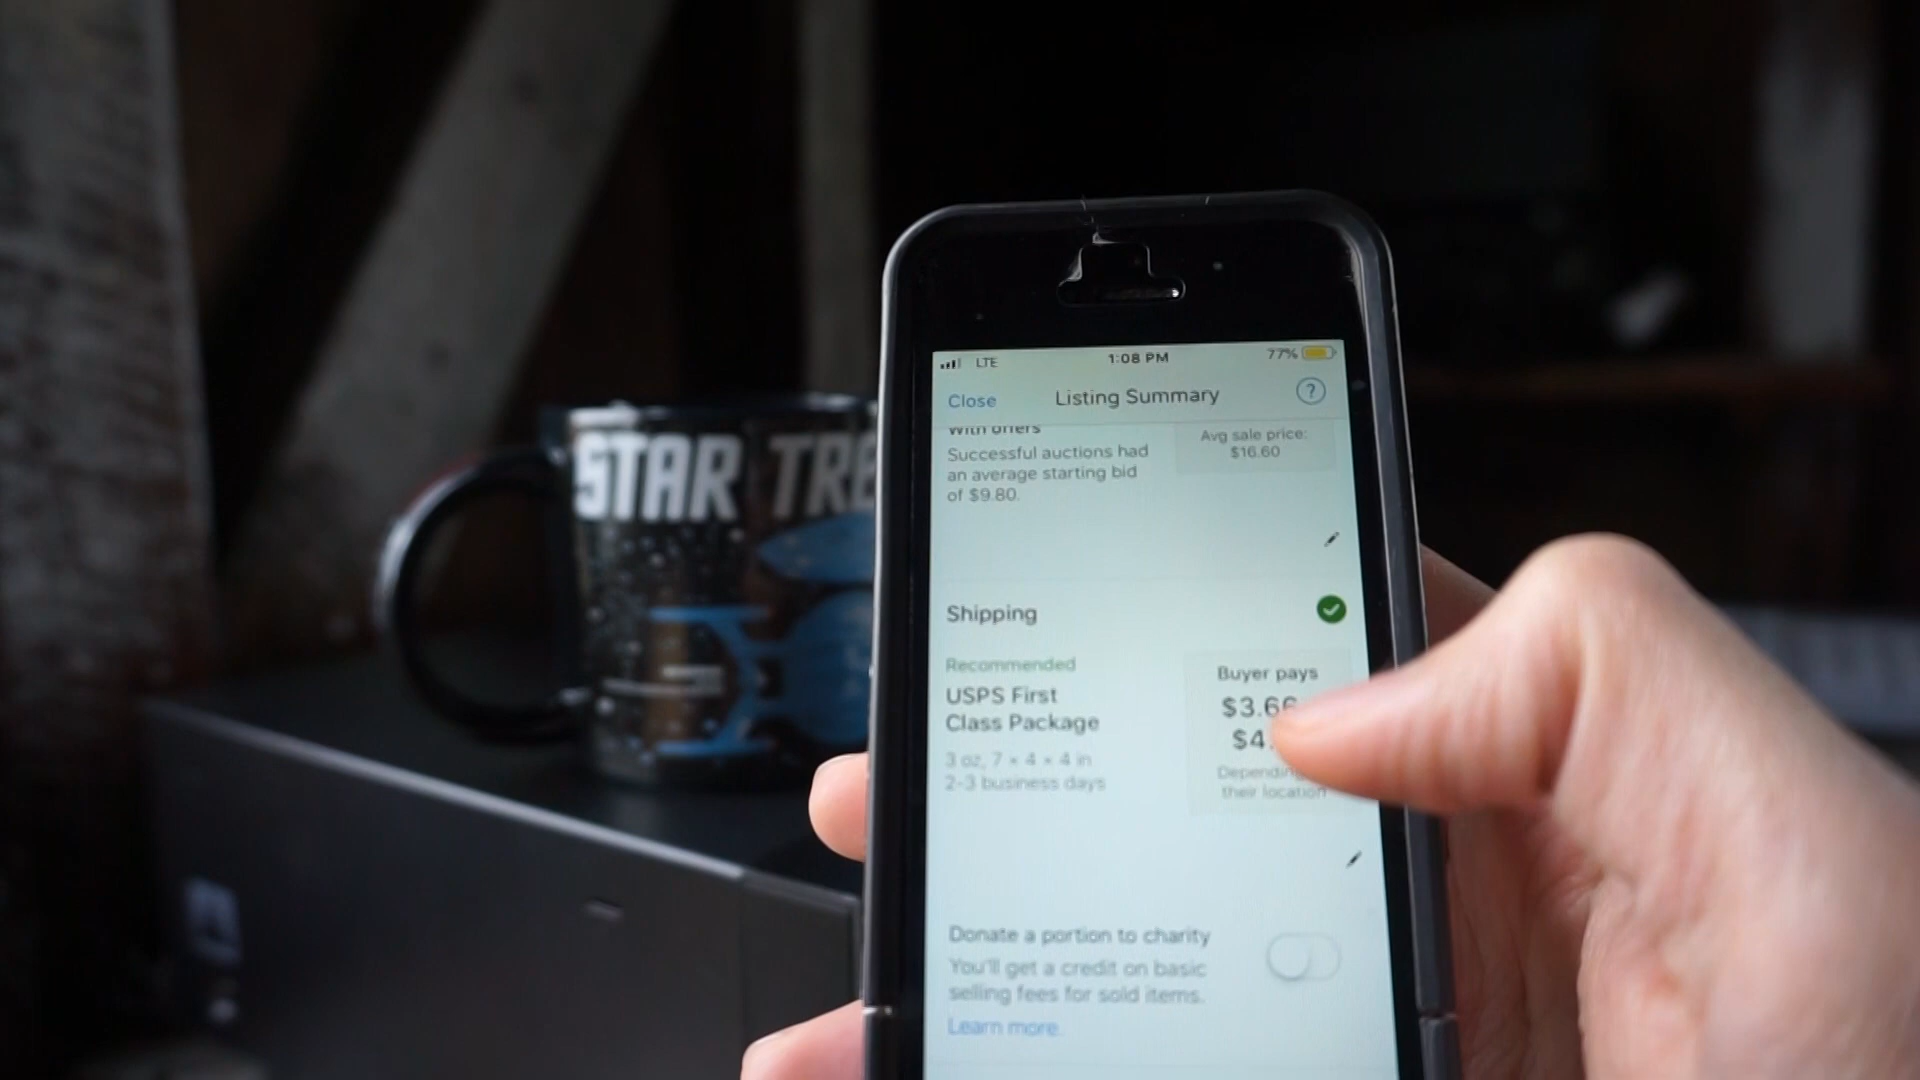 STAR TRE
LTE 1:08 PM 77%
Close Listing Summary ?
with offers
Successful auctions had
an average starting bid
of $9.80.
Avg sale price:
$16.60
Shipping
Recommended
USPS First
Class Package
3 oz, 7 × 4 × 4 in
2-3 business days
Buyer pays
$3.66
$4.
Depending
their location
Donate a portion to charity
You'll get a credit on basic
selling fees for sold items.
Learn more.